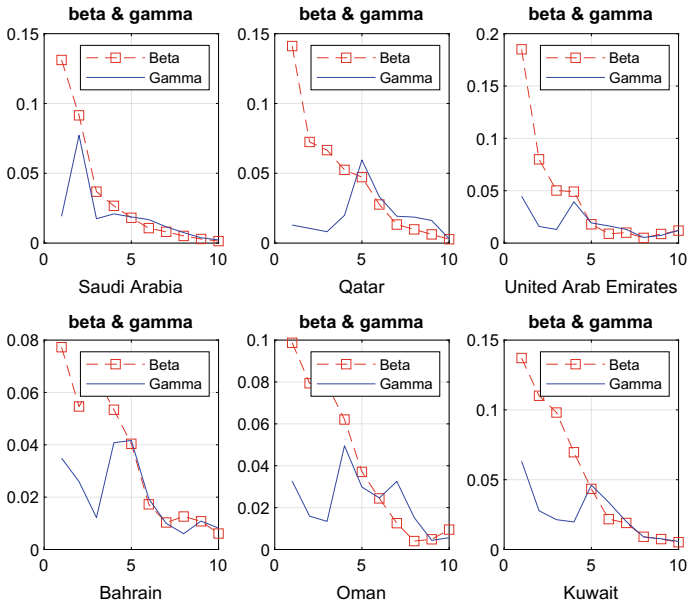 beta & gamma
0.15
0.1
0.05
0
Beta
Gamma
0 5 10
Saudi Arabia
beta & gamma
0.15
0.1
0.05
0
Beta
Gamma
0 5 10
Qatar
beta & gamma
0.2
0.15
0.1
0.05
0
Beta
Gamma
0 5 10
United Arab Emirates
beta & gamma
0.08
0.06
0.04
0.02
0
Beta
Gamma
0 5 10
Bahrain
beta & gamma
0.1
0.08
0.06
0.04
0.02
0
Beta
Gamma
0 5 10
Oman
beta & gamma
0.15
0.1
0.05
0
Beta
Gamma
0 5 10
Kuwait